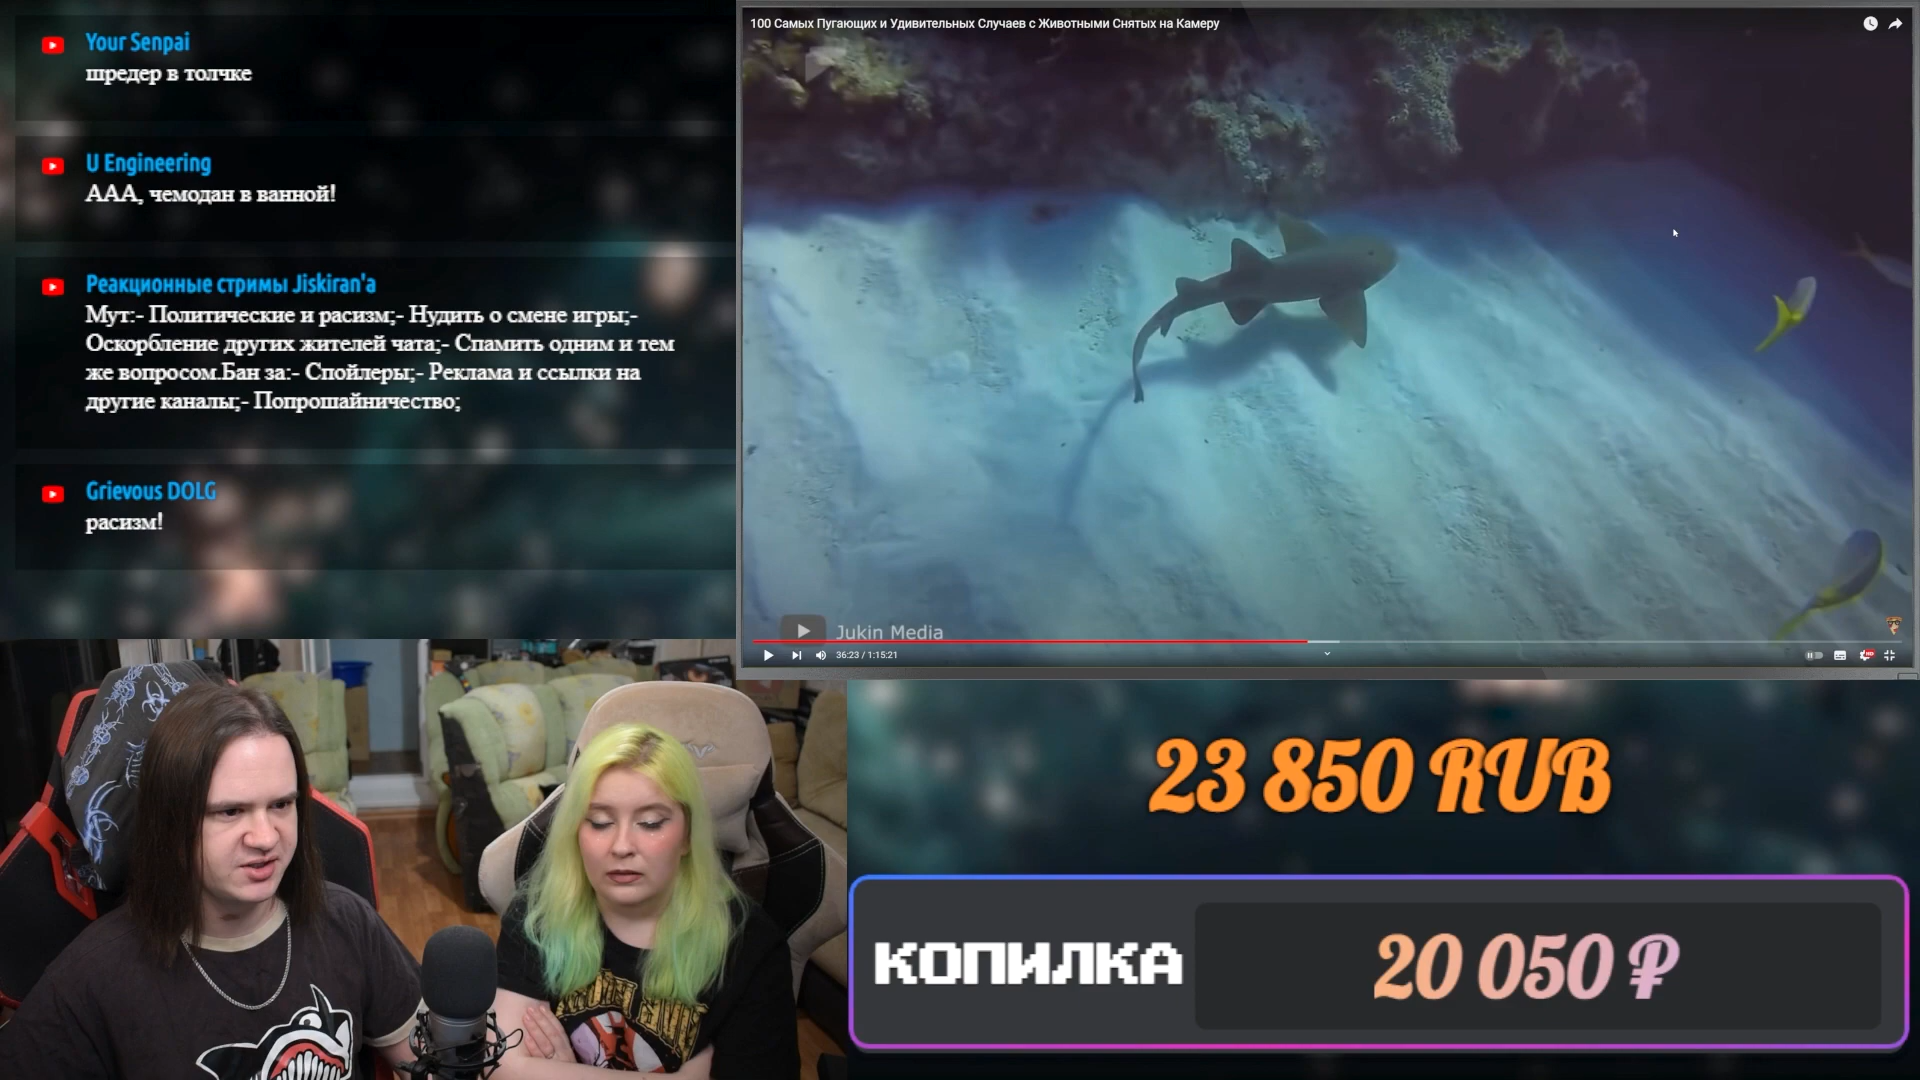 Your Senpai
шредер в толчке
U Engineering
ААА, чемодан в ванной!
Реакционные стримы Jiskiran'a
Мут:- Политические и расизм;- Нудить о смене игры;-
Оскорбление других жителей чата;- Спамить одним и тем
же вопросом.Бан за:- Спойлеры;- Реклама и ссылки на
другие каналы;- Попрошайничество;
Grievous DOLG
расизм!
100 Самых Пугающих и Удивительных Случаев с Животными Снятых на Камеру
Jukin Media
36:23 / 1:15:21
23 850 RUB
КОПИЛКА
20 050 ₽